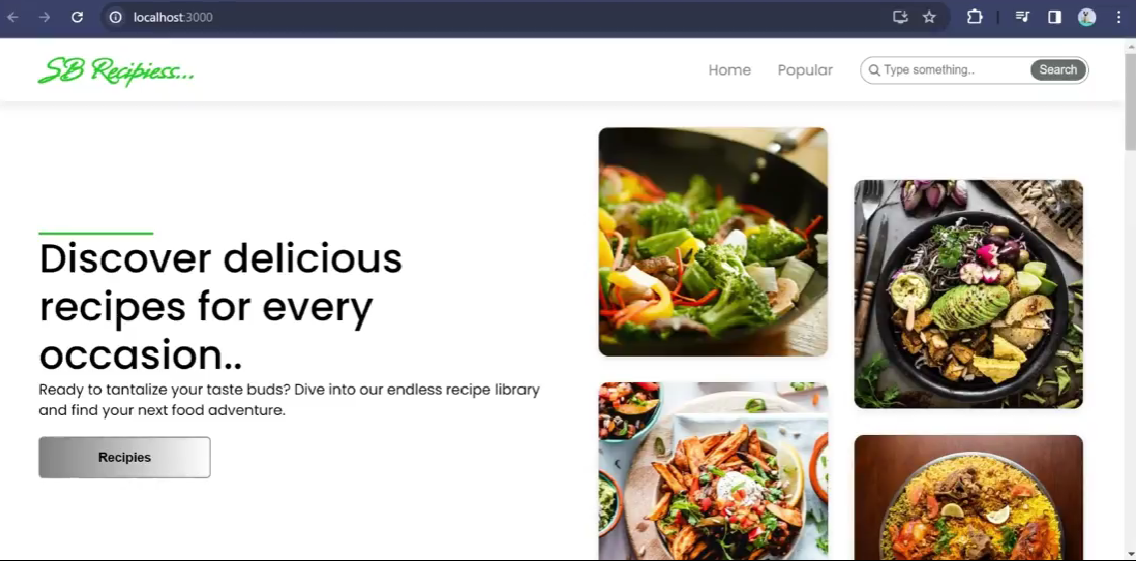 localhost:3000
SB Recipiess...
Home
Popular
Type something..
Search
Discover delicious
recipes for every
occasion..
Ready to tantalize your taste buds? Dive into our endless recipe library
and find your next food adventure.
Recipies